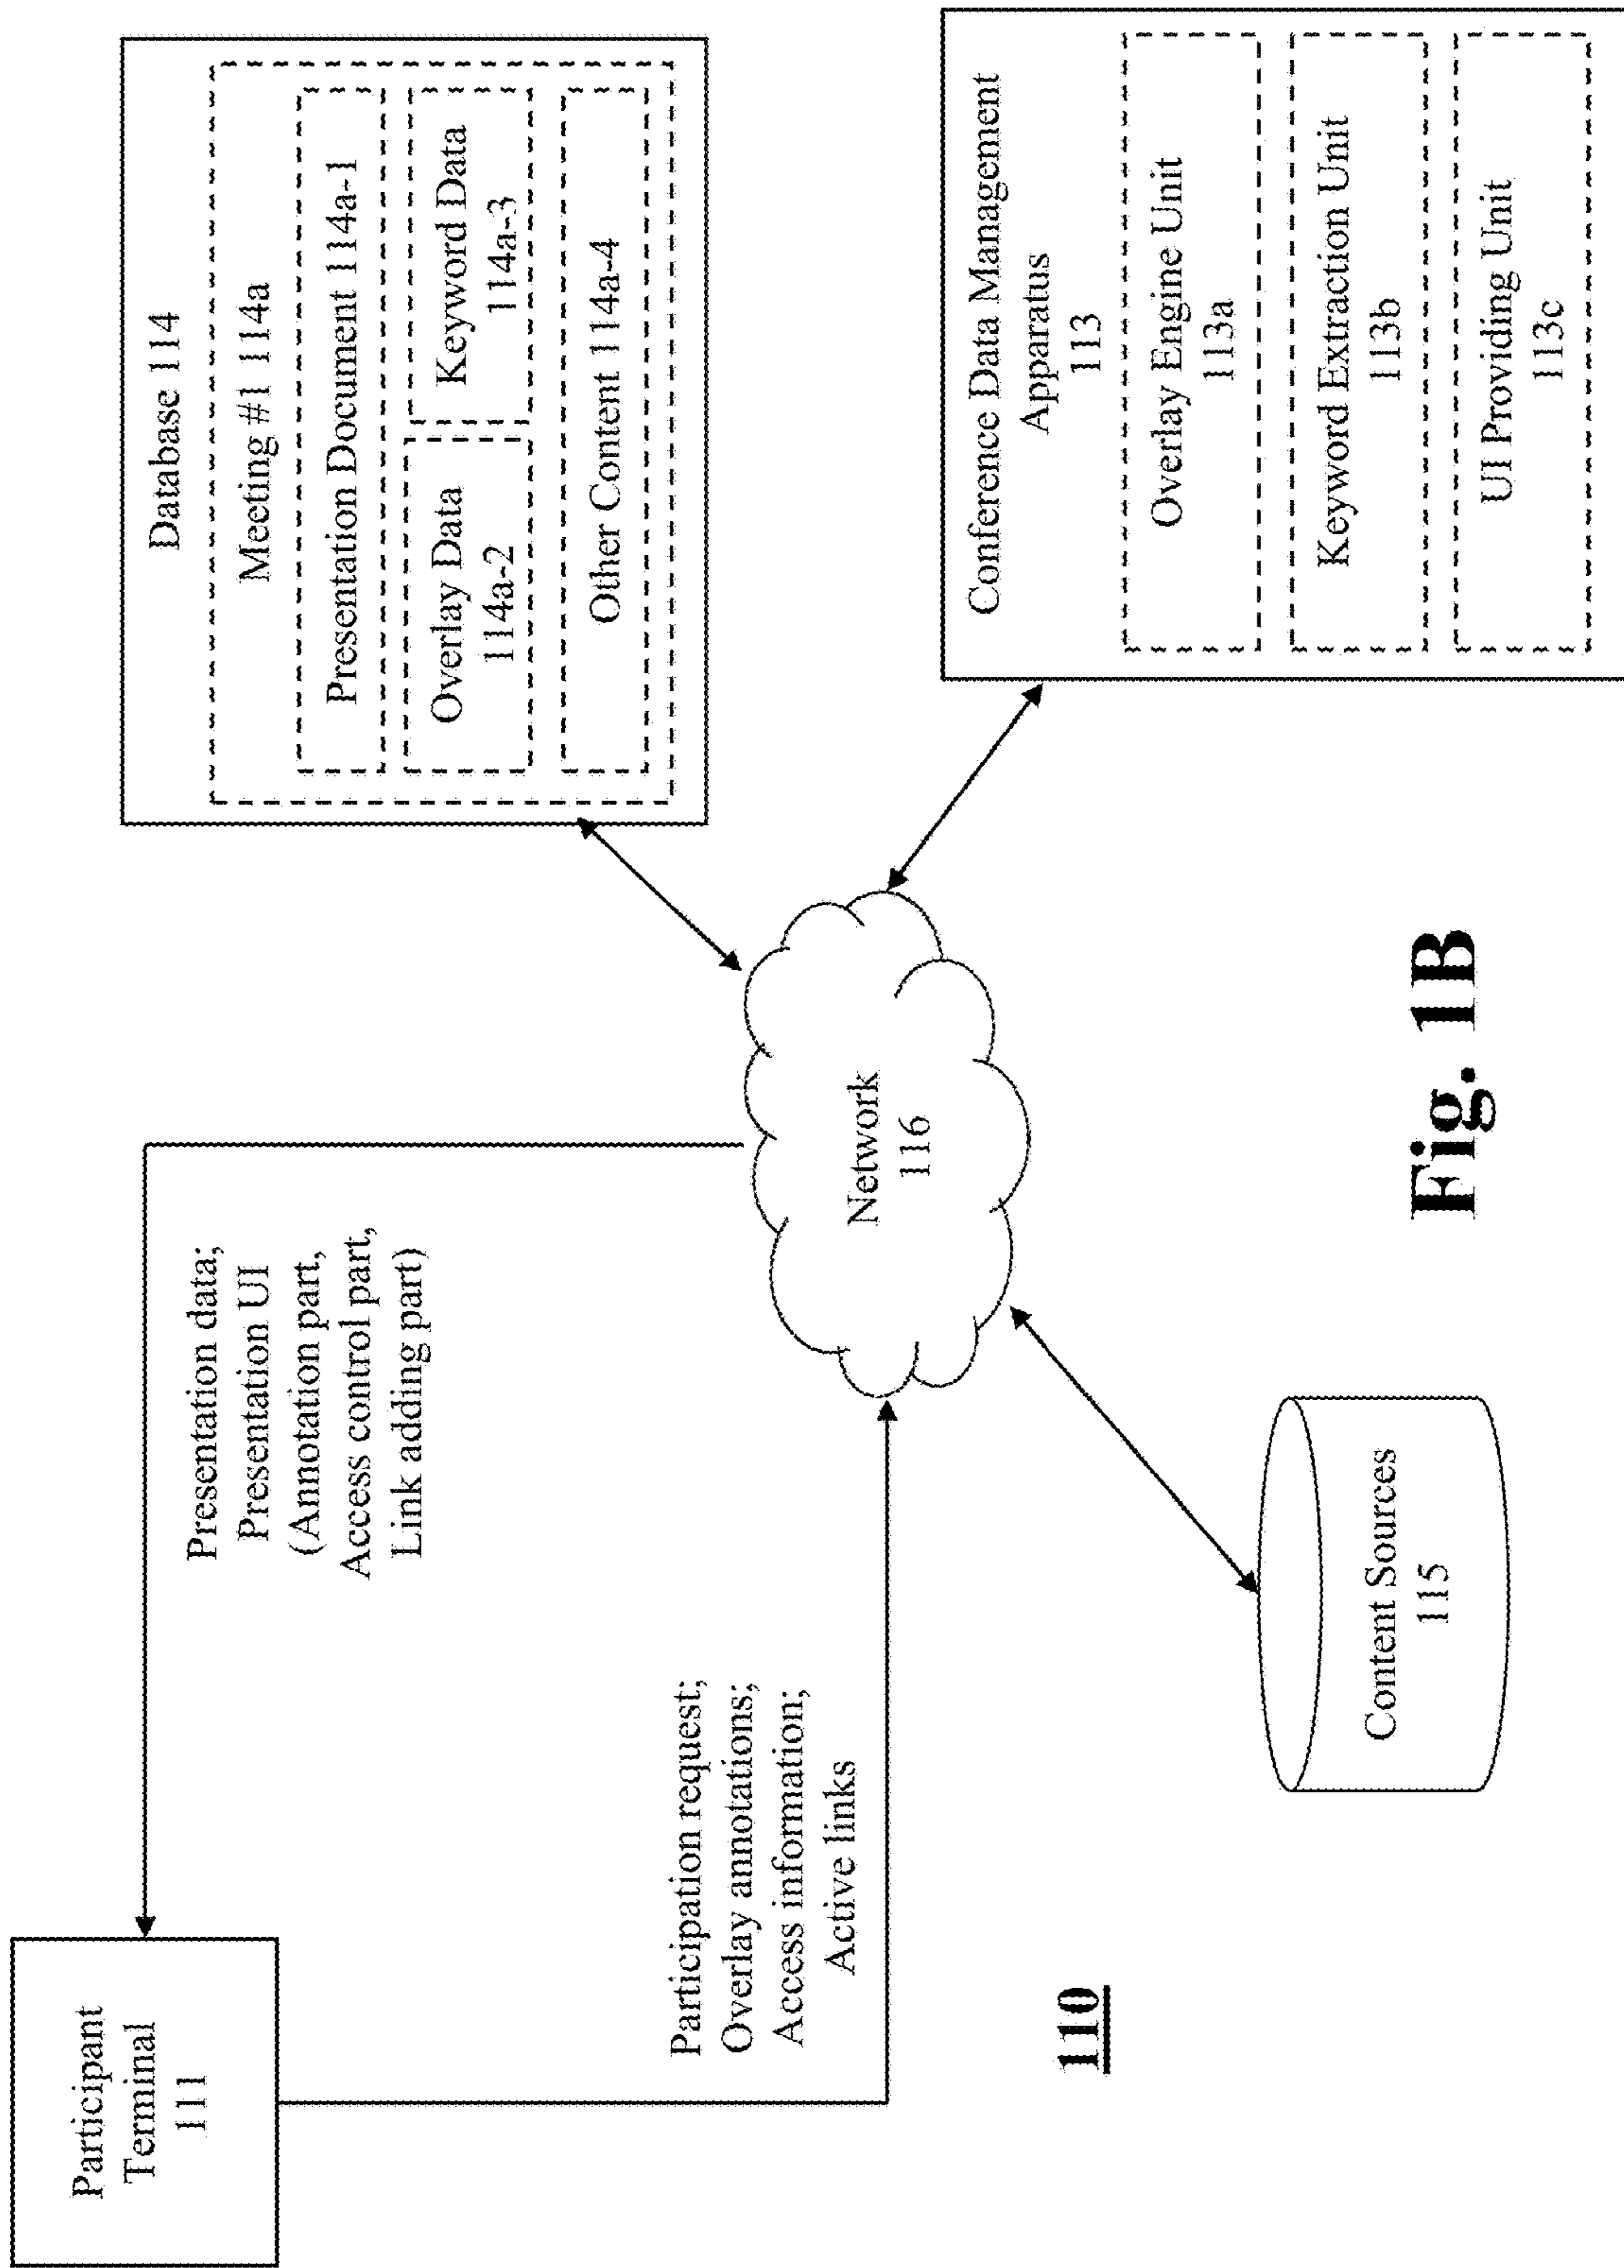 Participant
Terminal
111
Presentation data;
Presentation UI
(Annotation part,
Access control part,
Link adding part)
Database 114
Meeting #1 114a
Presentation Document 114a-1
Overlay Data
114a-2
Keyword Data
114a-3
Other Content 114a-4
Participation request;
Overlay annotations;
Access information;
Active links
Network
116
Conference Data Management
Apparatus
113
Overlay Engine Unit
113a
Keyword Extraction Unit
113b
UI Providing Unit
113c
110
Content Sources
115
Fig. 1B